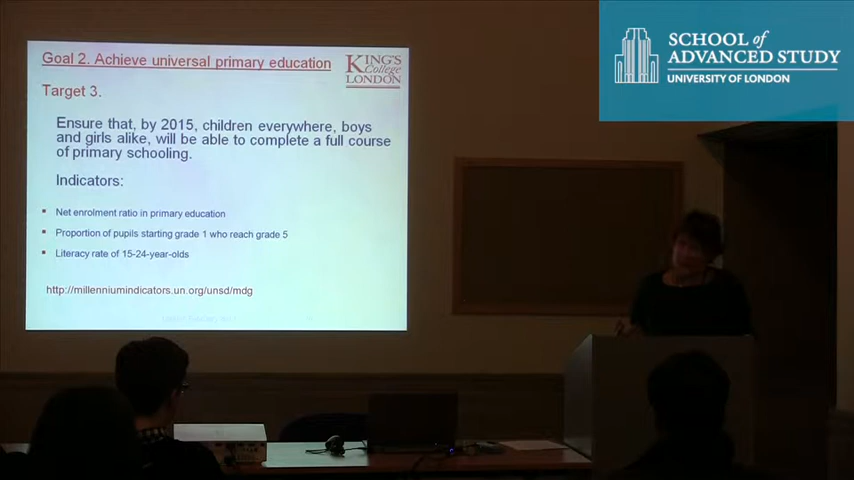 Goal 2. Achieve universal primary education
KING'S
College
LONDON
Target 3.
Ensure that, by 2015, children everywhere, boys
and girls alike, will be able to complete a full course
of primary schooling.
Indicators:
Net enrolment ratio in primary education
Proportion of pupils starting grade 1 who reach grade 5
Literacy rate of 15-24-year-olds
http://millenniumindicators.un.org/unsd/mdg
SCHOOL of
ADVANCED STUDY
UNIVERSITY OF LONDON